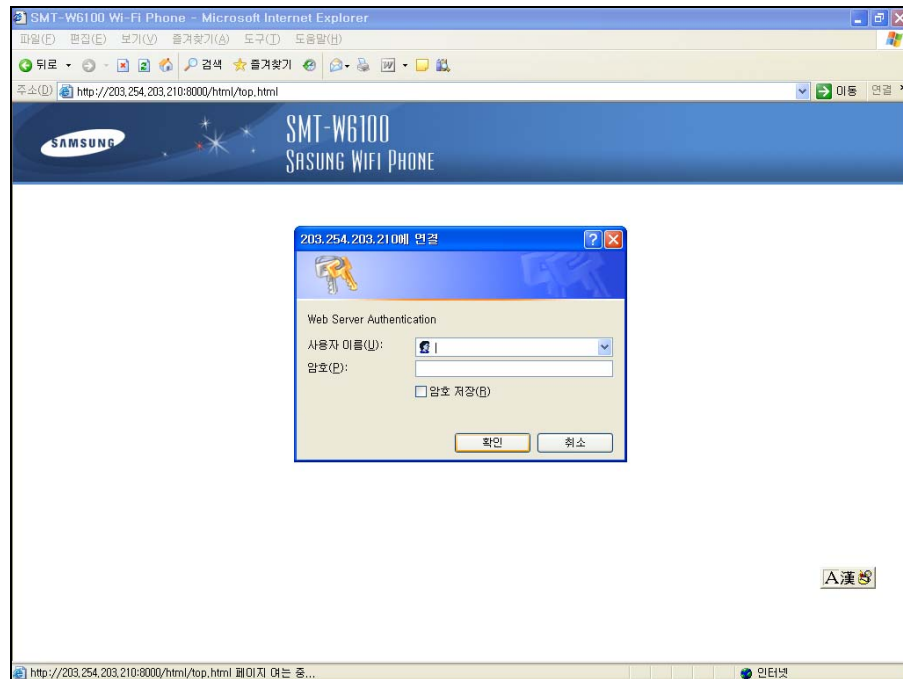 SMT-W6100 Wi-Fi Phone - Microsoft Internet Explorer
파일(F) 편집(E) 보기(V) 즐겨찾기(A) 도구(T) 도움말(H)
뒤로 검색 즐겨찾기
주소(D) http://203,254,203,210:8000/html/top,html 이동 연결
SAMSUNG
SMT-W6100
SASUNG WIFI PHONE
203.254.203.210에 연결
Web Server Authentication
사용자 이름(U):
암호(P):
암호 저장(R)
확인 취소
A漢
http://203,254,203,210:8000/html/top,html 페이지 여는 중... 인터넷